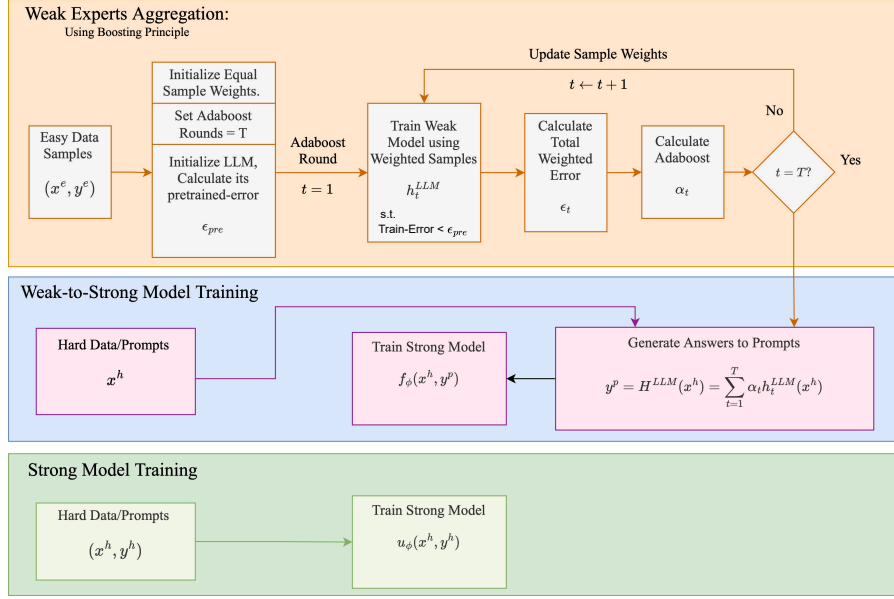 Weak Experts Aggregation:
Using Boosting Principle
Easy Data
Samples
(x^e, y^e)
Initialize Equal
Sample Weights.
Set Adaboost
Rounds = T
Initialize LLM,
Calculate its
pretrained-error
ϵ_pre
Adaboost
Round
t = 1
Train Weak
Model using
Weighted Samples
h_t^LLM
s.t.
Train-Error < ϵ_pre
Calculate
Total
Weighted
Error
ϵ_t
Calculate
Adaboost
α_t
t = T?
Update Sample Weights
t ← t + 1
No
Yes
Weak-to-Strong Model Training
Hard Data/Prompts
x^h
Train Strong Model
f_ϕ(x^h, y^p)
Generate Answers to Prompts
y^p = H^LLM(x^h) = ∑_{t=1}^{T} α_t h_t^LLM(x^h)
Strong Model Training
Hard Data/Prompts
(x^h, y^h)
Train Strong Model
u_ϕ(x^h, y^h)